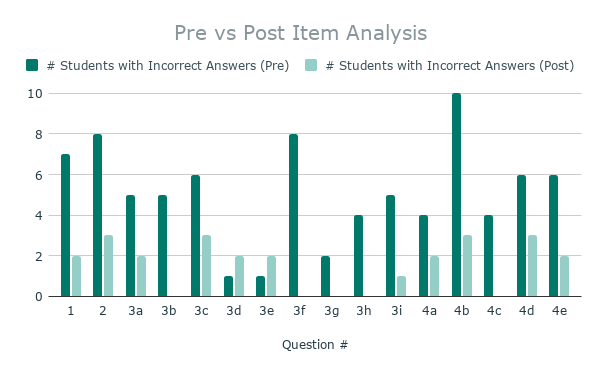 Pre vs Post Item Analysis
# Students with Incorrect Answers (Pre) # Students with Incorrect Answers (Post)
10
8
6
4
2
0
1 2 3a 3b 3c 3d 3e 3f 3g 3h 3i 4a 4b 4c 4d 4e
Question #